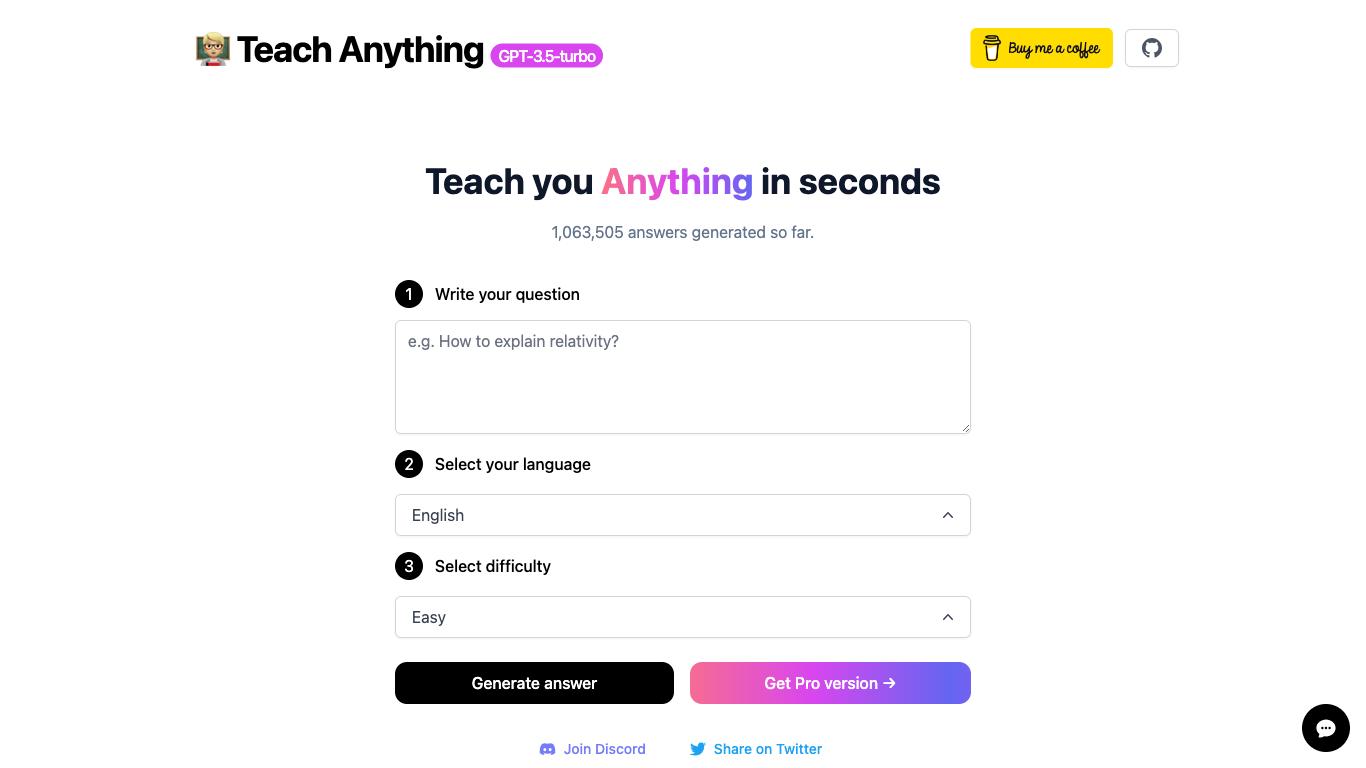 Teach Anything GPT-3.5-turbo
Buy me a coffee
Teach you Anything in seconds
1,063,505 answers generated so far.
1 Write your question
e.g. How to explain relativity?
2 Select your language
English
3 Select difficulty
Easy
Generate answer
Get Pro version →
Join Discord
Share on Twitter